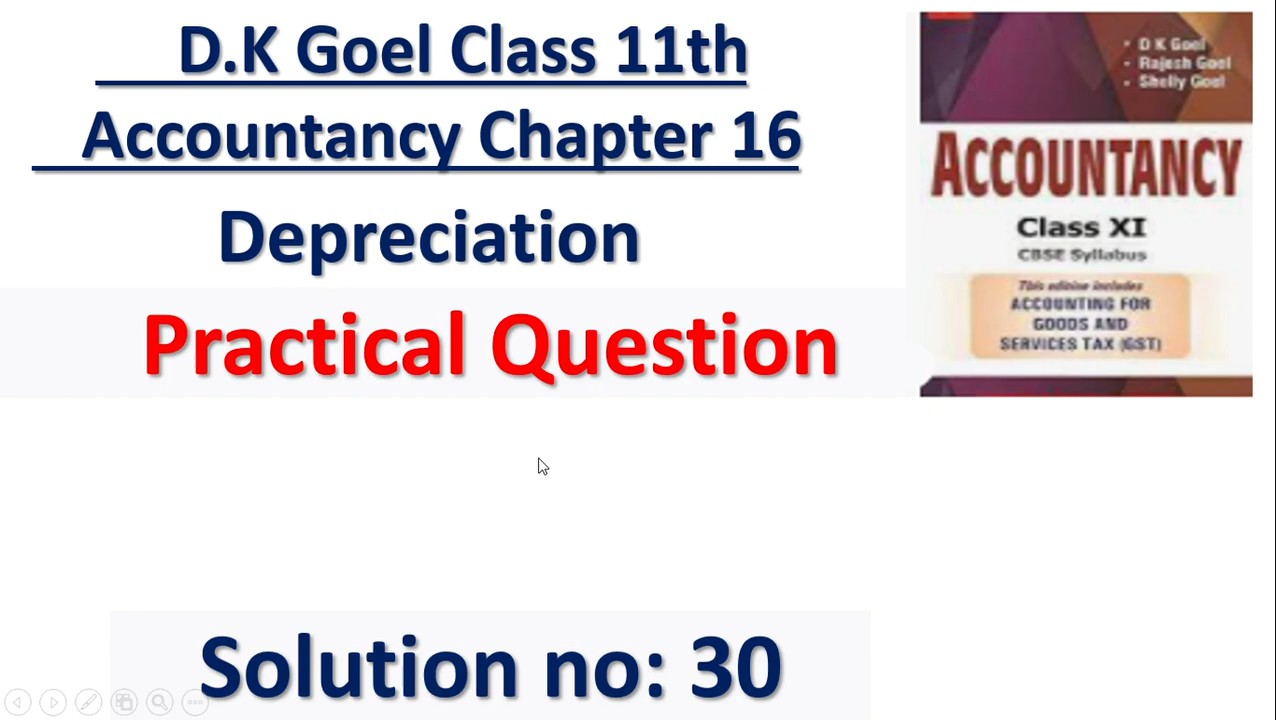 D.K Goel Class 11th
Accountancy Chapter 16
Depreciation
Practical Question
Solution no: 30
• D K Goel
• Rajesh Goel
• Shelly Goel
ACCOUNTANCY
Class XI
CBSE Syllabus
This edition includes
ACCOUNTING FOR
GOODS AND
SERVICES TAX (GST)